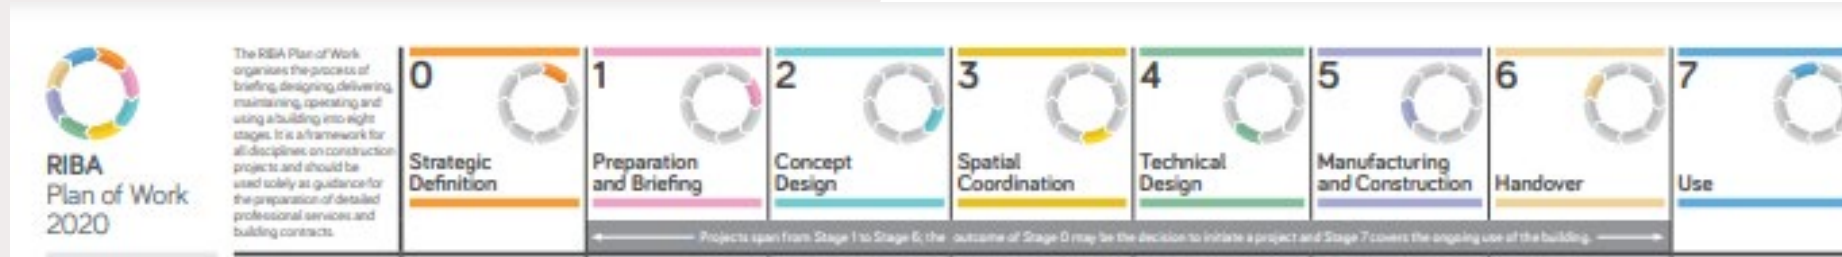 RIBA
Plan of Work
2020
The RIBA Plan of Work
organises the process of
briefing, designing, delivering,
maintaining, operating and
using a building into eight
stages. It is a framework for
all disciplines on construction
projects and should be
used solely as guidance for
the preparation of detailed
professional services and
building contracts.
0
Strategic
Definition
1
Preparation
and Briefing
2
Concept
Design
3
Spatial
Coordination
4
Technical
Design
5
Manufacturing
and Construction
6
Handover
7
Use
Projects span from Stage 1 to Stage 6; the outcome of Stage 0 may be the decision to initiate a project and Stage 7 covers the ongoing use of the building.